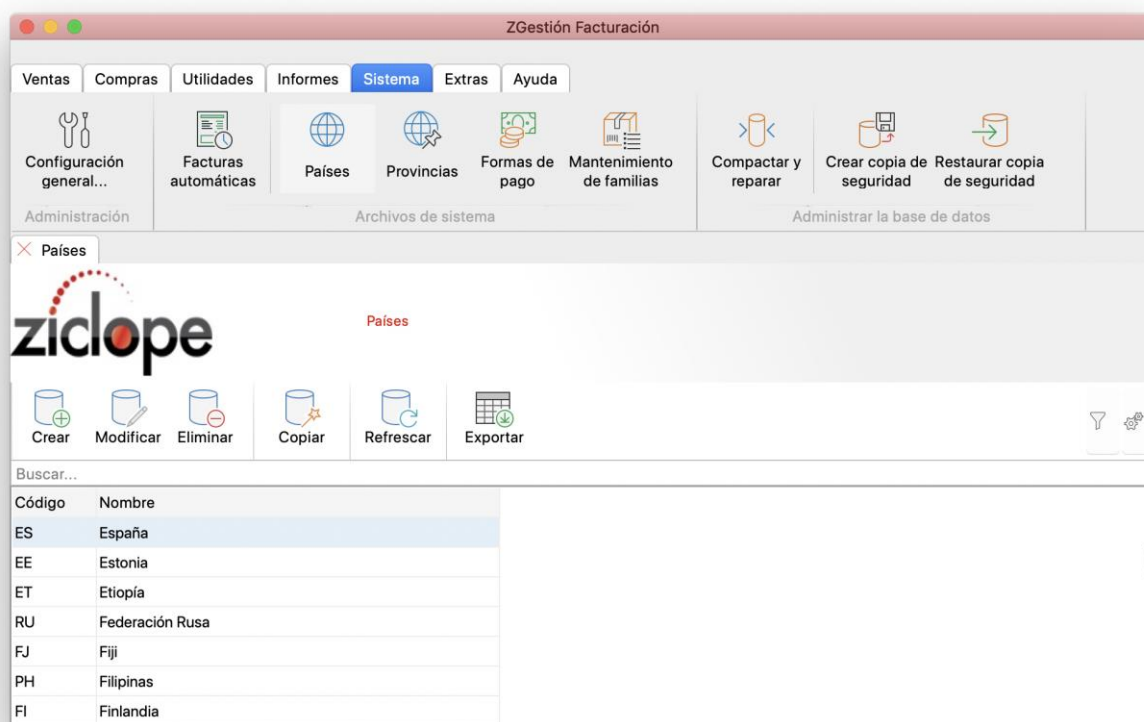 ZGestión Facturación
Ventas Compras Utilidades Informes Sistema Extras Ayuda
Configuración general...
Facturas automáticas
Países
Provincias
Formas de pago
Mantenimiento de familias
Compactar y reparar
Crear copia de seguridad
Restaurar copia de seguridad
Administración
Archivos de sistema
Administrar la base de datos
Países
ziclope
Países
Crear Modificar Eliminar Copiar Refrescar Exportar
Buscar...
Código Nombre
ES España
EE Estonia
ET Etiopía
RU Federación Rusa
FJ Fiji
PH Filipinas
FI Finlandia